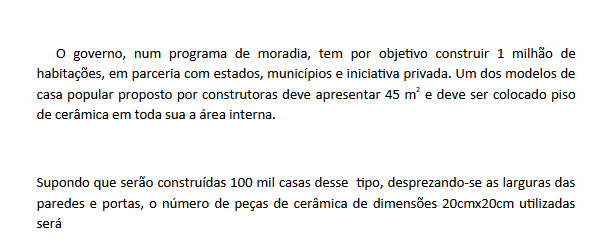 O governo, num programa de moradia, tem por objetivo construir 1 milhão de
habitações, em parceria com estados, municípios e iniciativa privada. Um dos modelos de
casa popular proposto por construtoras deve apresentar 45 m² e deve ser colocado piso
de cerâmica em toda sua a área interna.
Supondo que serão construídas 100 mil casas desse tipo, desprezando-se as larguras das
paredes e portas, o número de peças de cerâmica de dimensões 20cmx20cm utilizadas
será